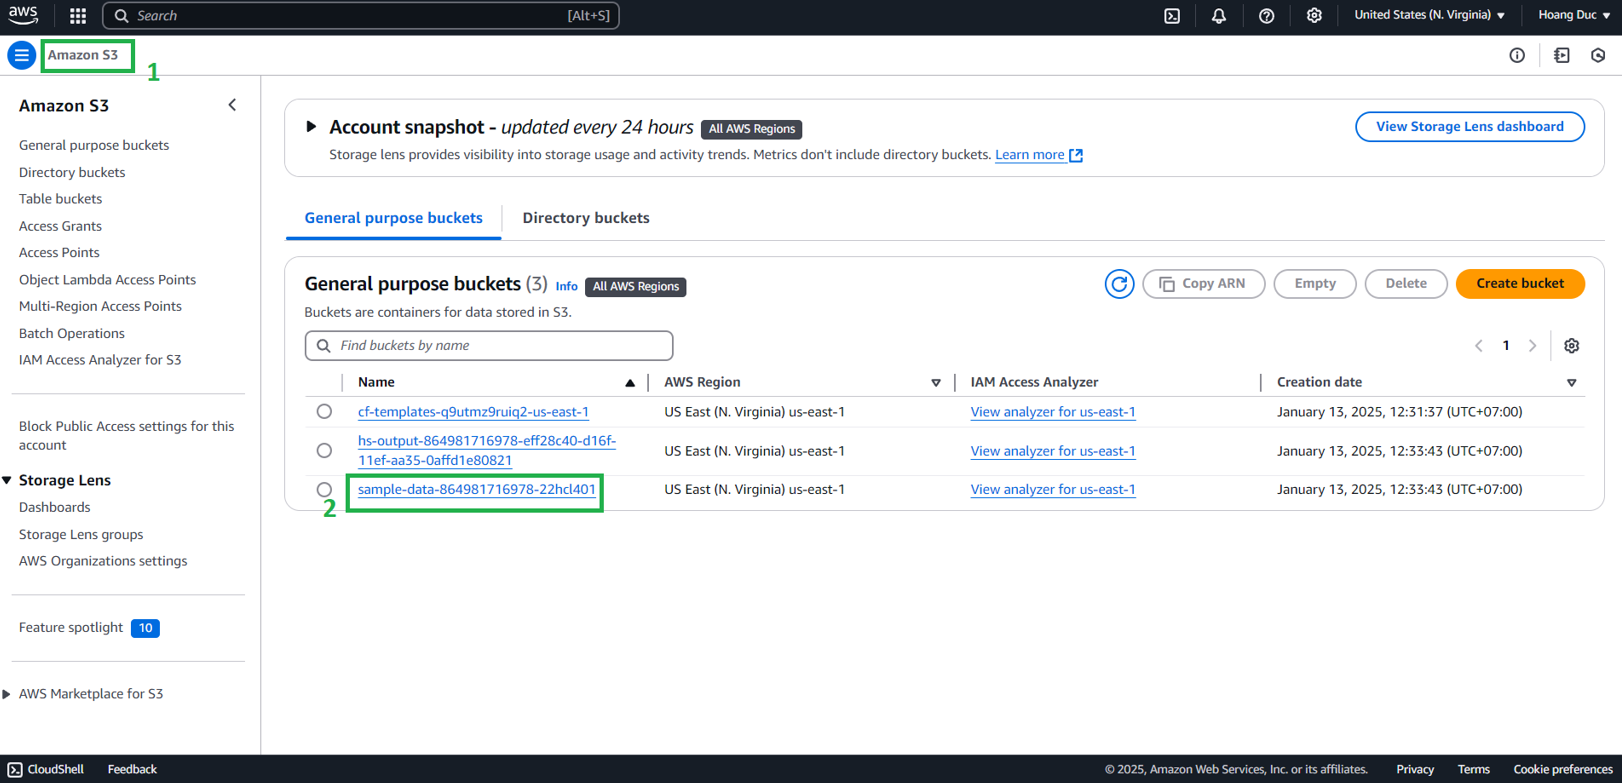 aws
Search [Alt+S]
United States (N. Virginia) Hoang Duc
Amazon S3
1
Amazon S3
General purpose buckets
Directory buckets
Table buckets
Access Grants
Access Points
Object Lambda Access Points
Multi-Region Access Points
Batch Operations
IAM Access Analyzer for S3
Block Public Access settings for this
account
Storage Lens
Dashboards
Storage Lens groups
AWS Organizations settings
Feature spotlight 10
AWS Marketplace for S3
Account snapshot - updated every 24 hours All AWS Regions
View Storage Lens dashboard
Storage lens provides visibility into storage usage and activity trends. Metrics don't include directory buckets. Learn more
General purpose buckets Directory buckets
General purpose buckets (3) Info All AWS Regions
Copy ARN Empty Delete Create bucket
Buckets are containers for data stored in S3.
Find buckets by name
1
Name AWS Region IAM Access Analyzer Creation date
cf-templates-q9utmz9ruiq2-us-east-1 US East (N. Virginia) us-east-1 View analyzer for us-east-1 January 13, 2025, 12:31:37 (UTC+07:00)
hs-output-864981716978-eff28c40-d16f-
11ef-aa35-0affd1e80821 US East (N. Virginia) us-east-1 View analyzer for us-east-1 January 13, 2025, 12:33:43 (UTC+07:00)
sample-data-864981716978-22hcl401 US East (N. Virginia) us-east-1 View analyzer for us-east-1 January 13, 2025, 12:33:43 (UTC+07:00)
2
CloudShell Feedback © 2025, Amazon Web Services, Inc. or its affiliates. Privacy Terms Cookie preferences